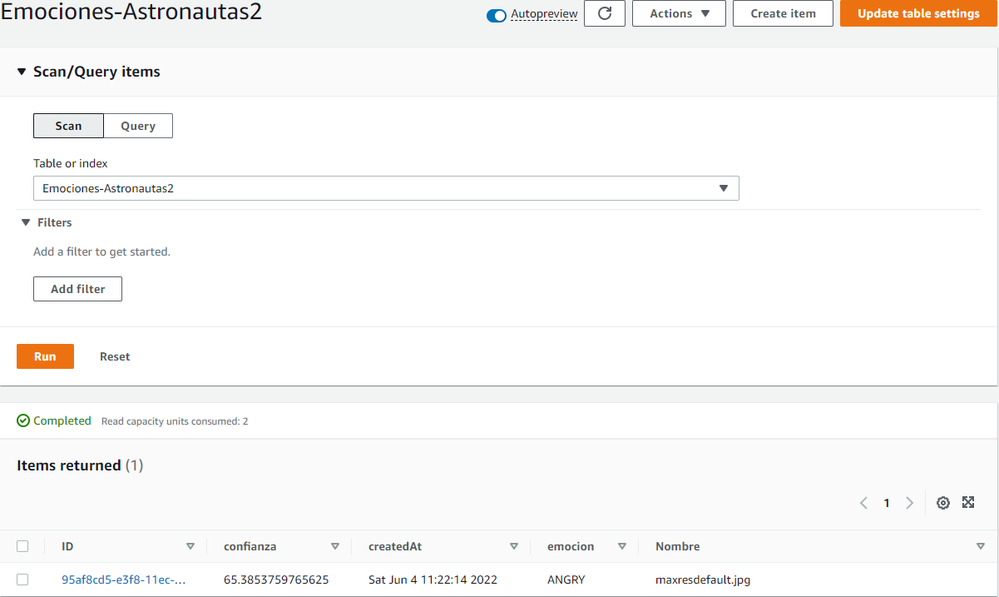 Emociones-Astronautas2
Autopreview
Actions
Create item
Update table settings
Scan/Query items
Scan
Query
Table or index
Emociones-Astronautas2
Filters
Add a filter to get started.
Add filter
Run
Reset
Completed Read capacity units consumed: 2
Items returned (1)
1
ID confianza createdAt emocion Nombre
95af8cd5-e3f8-11ec-... 65.3853759765625 Sat Jun 4 11:22:14 2022 ANGRY maxresdefault.jpg